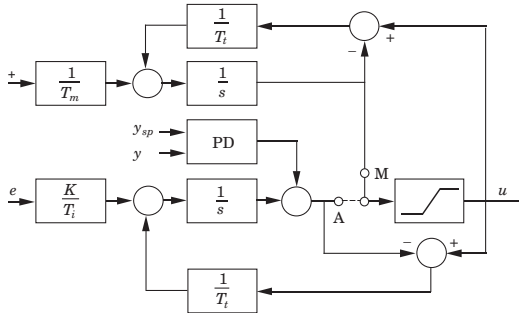 1
T_t
− +
+ 1
T_m
1
s
y_sp
y
PD
M
e K
T_i
1
s
A
u
− +
1
T_t